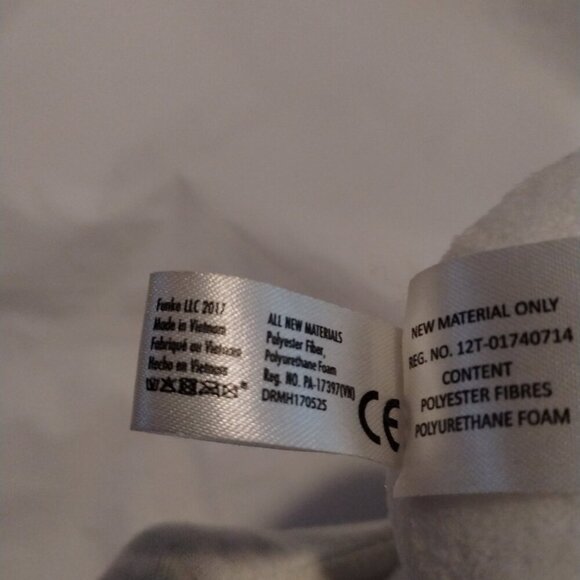 Funko LLC 2017
Made in Vietnam
Fabriqué au Vietnam
Hecho en Vietnam
ALL NEW MATERIALS
Polyester Fiber,
Polyurethane Foam
Reg. NO. PA-17397(VN)
DRMH170525
CE
NEW MATERIAL ONLY
REG. NO. 12T-01740714
CONTENT
POLYESTER FIBRES
POLYURETHANE FOAM